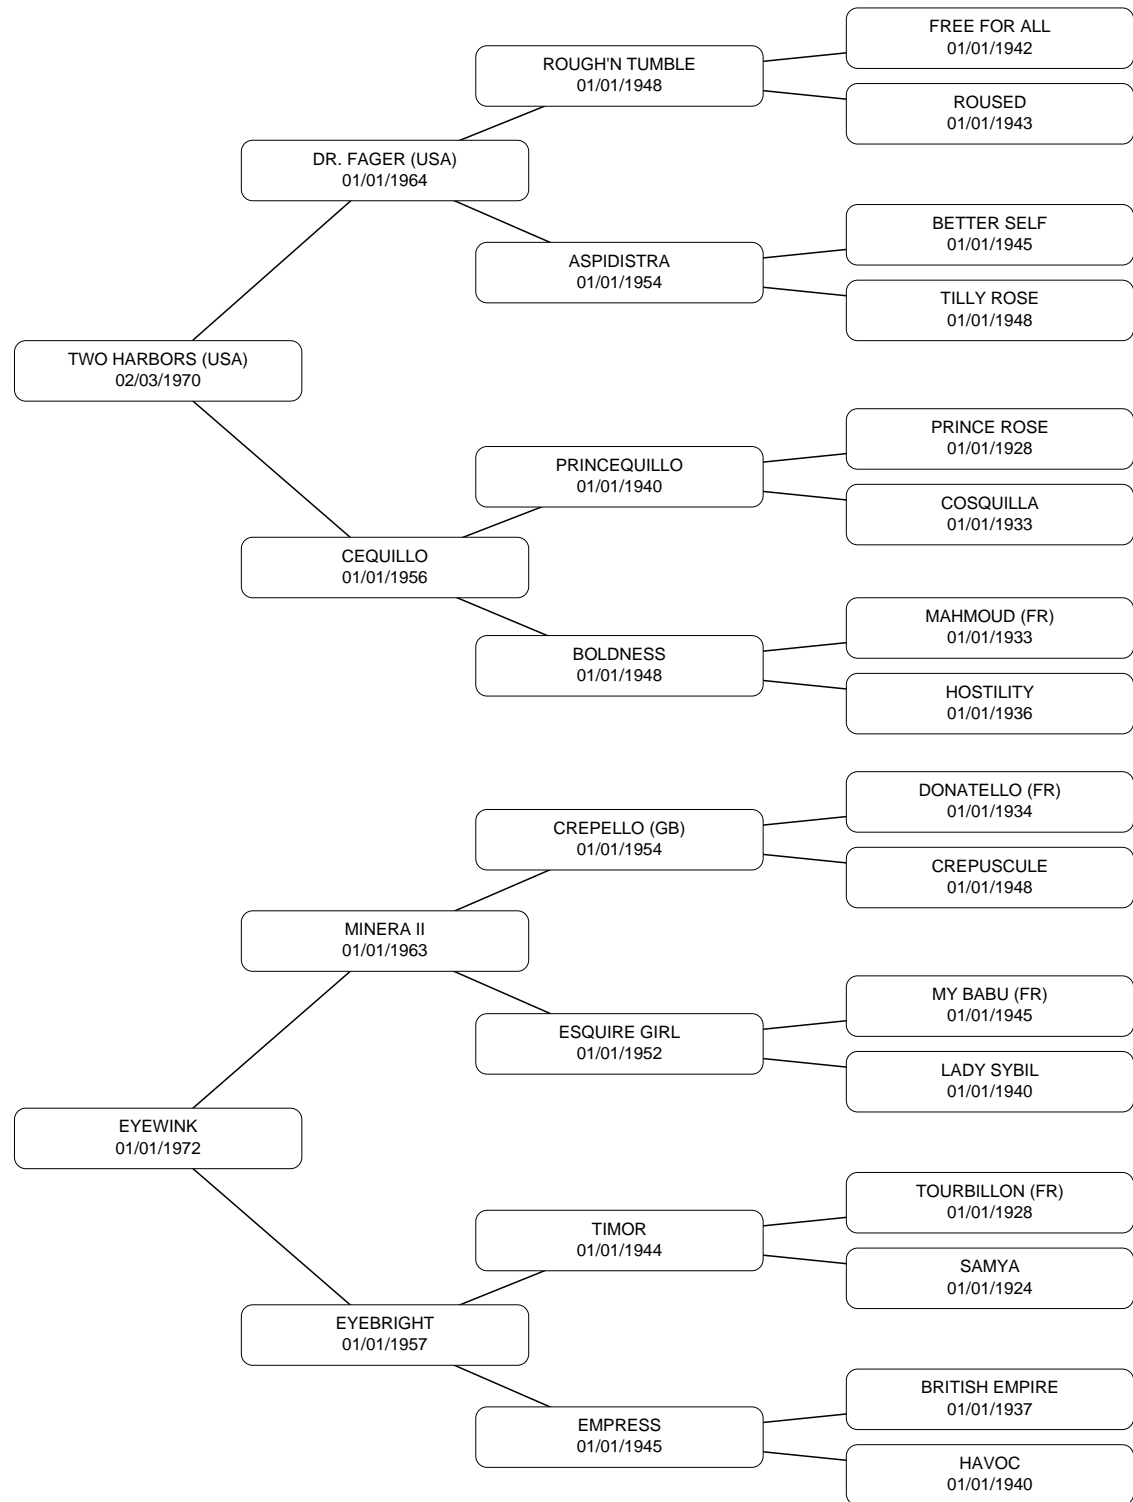 FREE FOR ALL
01/01/1942
ROUGH'N TUMBLE
01/01/1948
ROUSED
01/01/1943
DR. FAGER (USA)
01/01/1964
BETTER SELF
01/01/1945
ASPIDISTRA
01/01/1954
TILLY ROSE
01/01/1948
TWO HARBORS (USA)
02/03/1970
PRINCE ROSE
01/01/1928
PRINCEQUILLO
01/01/1940
COSQUILLA
01/01/1933
CEQUILLO
01/01/1956
MAHMOUD (FR)
01/01/1933
BOLDNESS
01/01/1948
HOSTILITY
01/01/1936
DONATELLO (FR)
01/01/1934
CREPELLO (GB)
01/01/1954
CREPUSCULE
01/01/1948
MINERA II
01/01/1963
MY BABU (FR)
01/01/1945
ESQUIRE GIRL
01/01/1952
LADY SYBIL
01/01/1940
EYEWINK
01/01/1972
TOURBILLON (FR)
01/01/1928
TIMOR
01/01/1944
SAMYA
01/01/1924
EYEBRIGHT
01/01/1957
BRITISH EMPIRE
01/01/1937
EMPRESS
01/01/1945
HAVOC
01/01/1940